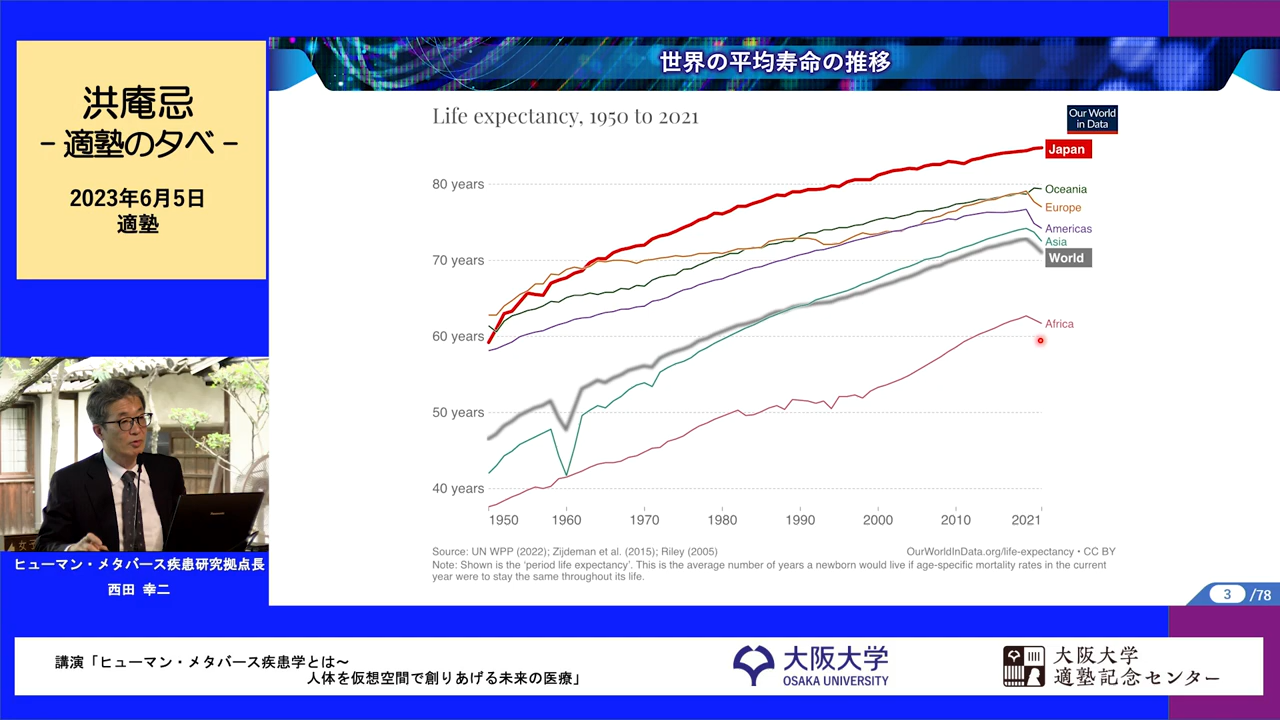 洪庵忌
- 適塾の夕べ -
2023年6月5日
適塾
ヒューマン・メタバース疾患研究拠点長
西田 幸二
世界の平均寿命の推移
Life expectancy, 1950 to 2021
Our World
in Data
Japan
80 years
Oceania
Europe
Americas
Asia
70 years
World
Africa
60 years
50 years
40 years
1950
1960
1970
1980
1990
2000
2010
2021
Source: UN WPP (2022); Zijdeman et al. (2015); Riley (2005)
OurWorldInData.org/life-expectancy • CC BY
Note: Shown is the 'period life expectancy'. This is the average number of years a newborn would live if age-specific mortality rates in the current
year were to stay the same throughout its life.
3 /78
講演「ヒューマン・メタバース疾患学とは～
人体を仮想空間で創りあげる未来の医療」
大阪大学
OSAKA UNIVERSITY
大阪大学
適塾記念センター